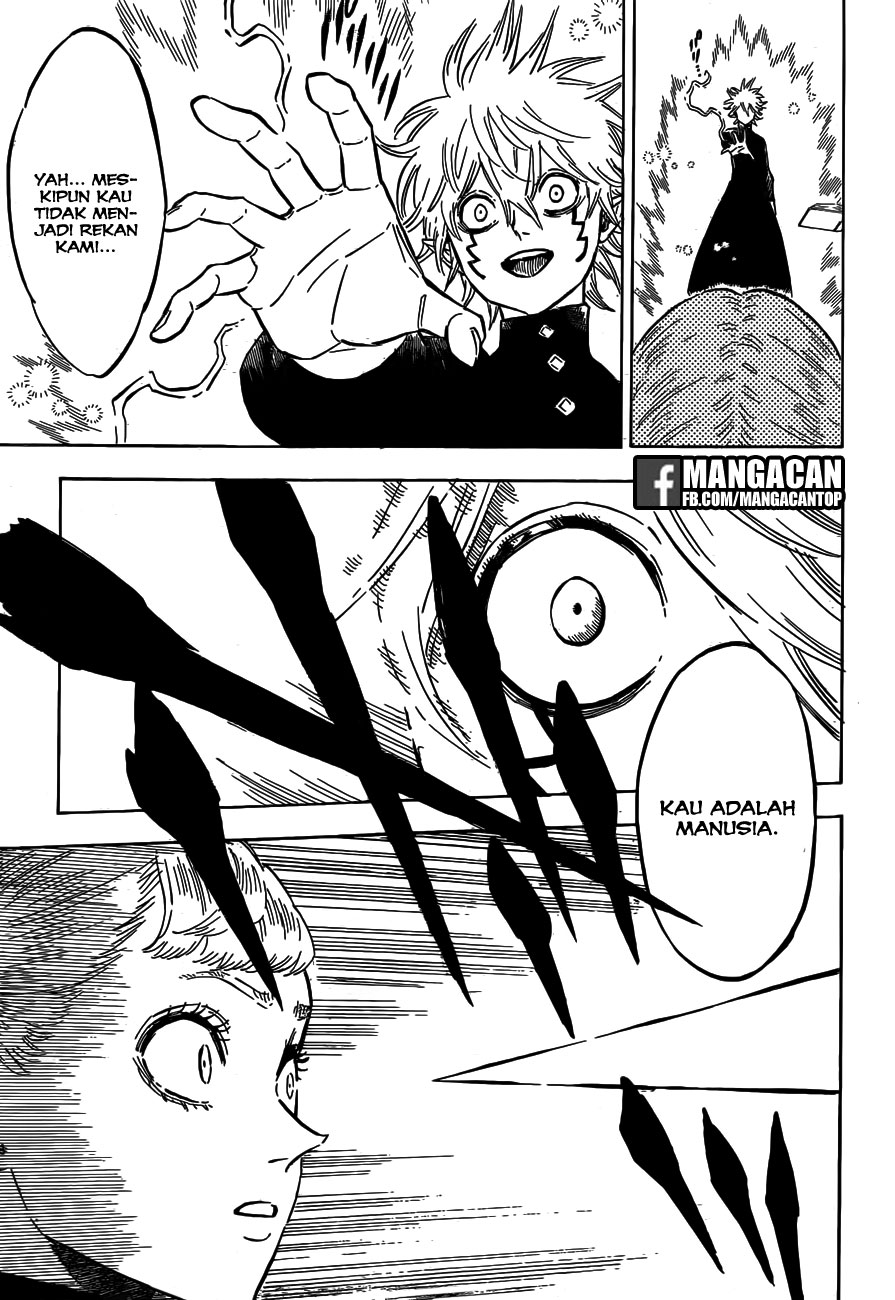 YAH... MES-
KIPUN KAU
TIDAK MEN-
JADI REKAN
KAMI...
f MANGACAN
FB.COM/MANGACANTOP
KAU ADALAH
MANUSIA.